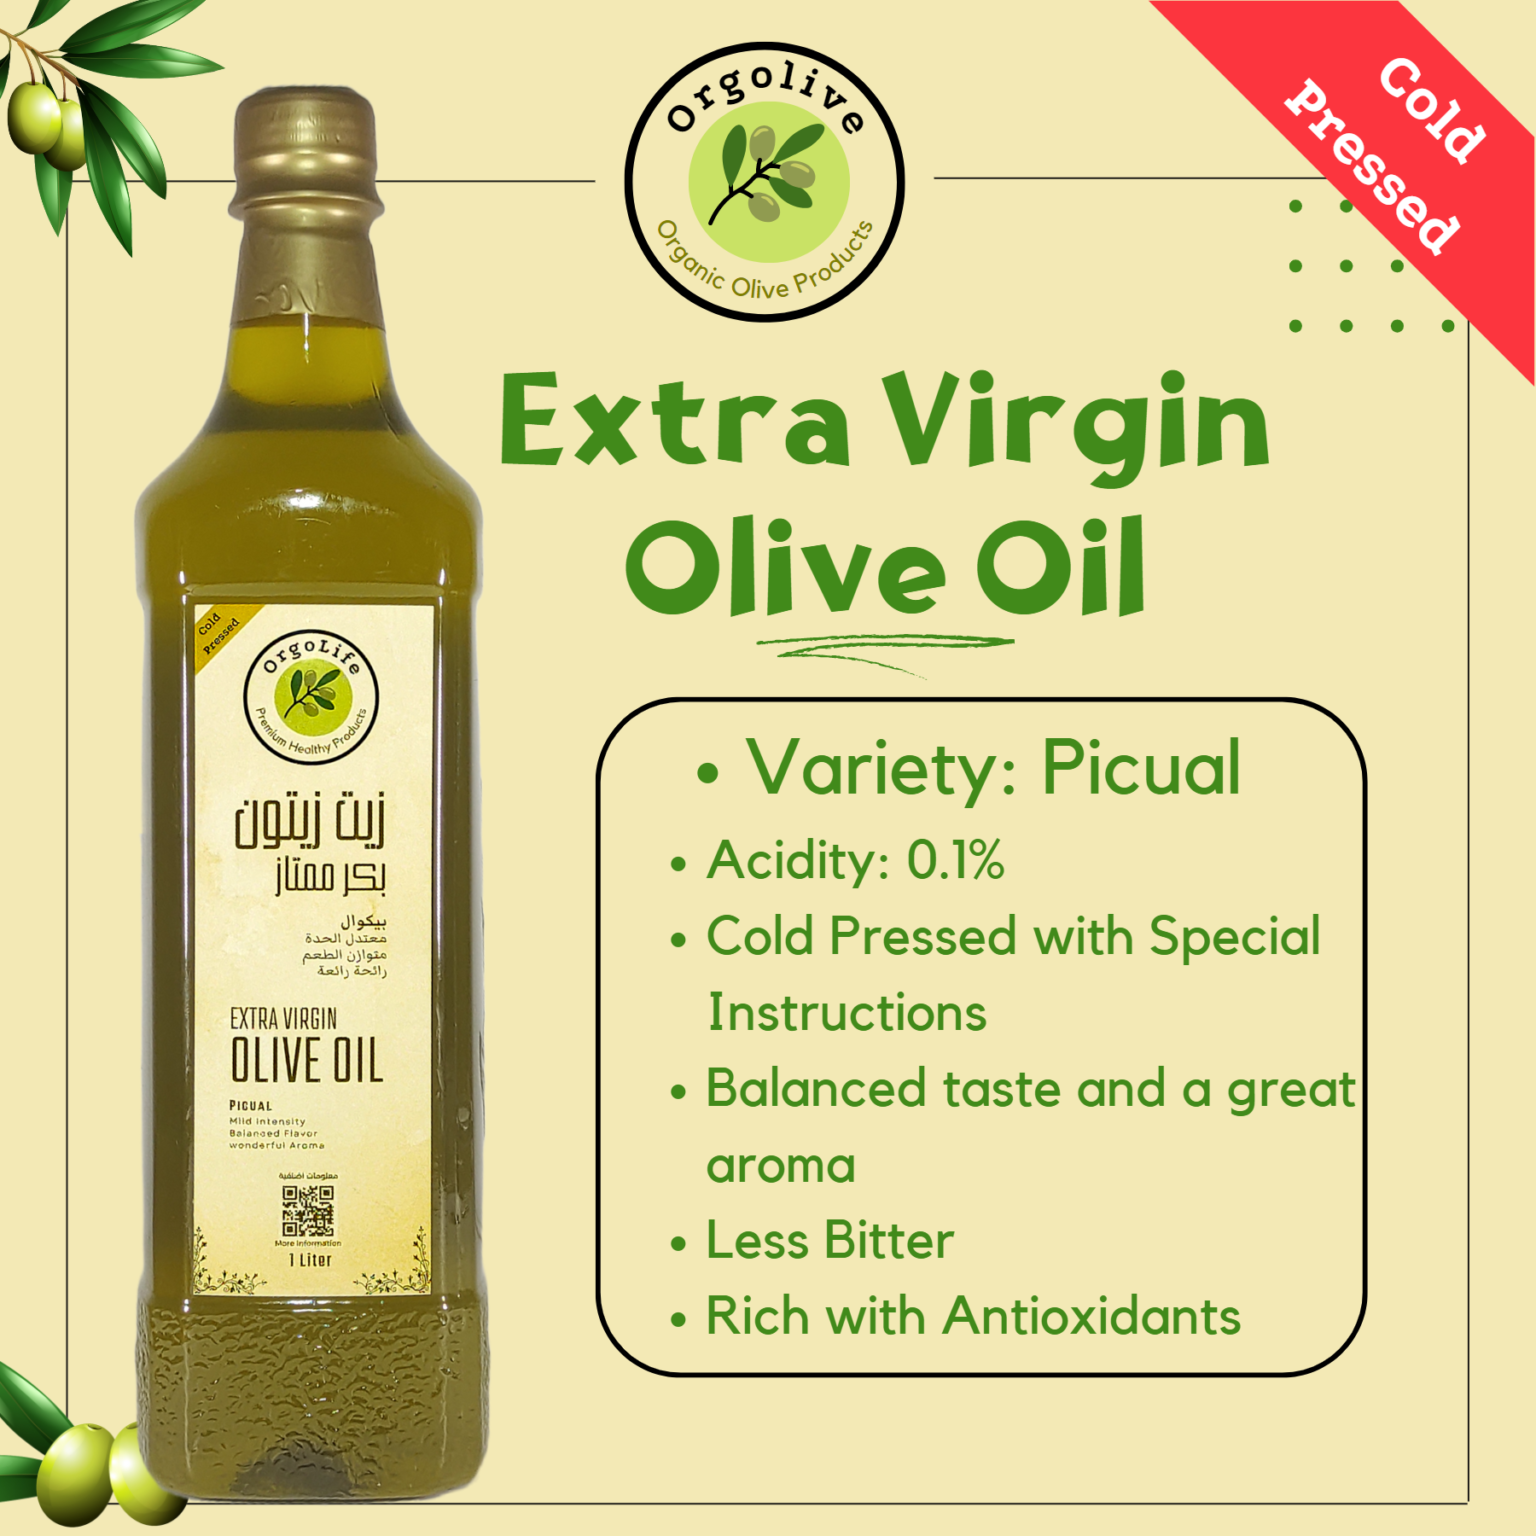 Orgolive
Organic Olive Products
Cold
Pressed
Extra Virgin
Olive Oil
• Variety: Picual
• Acidity: 0.1%
• Cold Pressed with Special
Instructions
• Balanced taste and a great
aroma
• Less Bitter
• Rich with Antioxidants
Cold
Pressed
OrgoLife
Premium Healthy Products
زيت زيتون
بكر ممتاز
بيكوال
معتدل الحدة
متوازن الطعم
رائحة رائعة
EXTRA VIRGIN
OLIVE OIL
PICUAL
Mild Intensity
Balanced Flavor
wonderful Aroma
معلومات اضافية
More Information
1 Liter